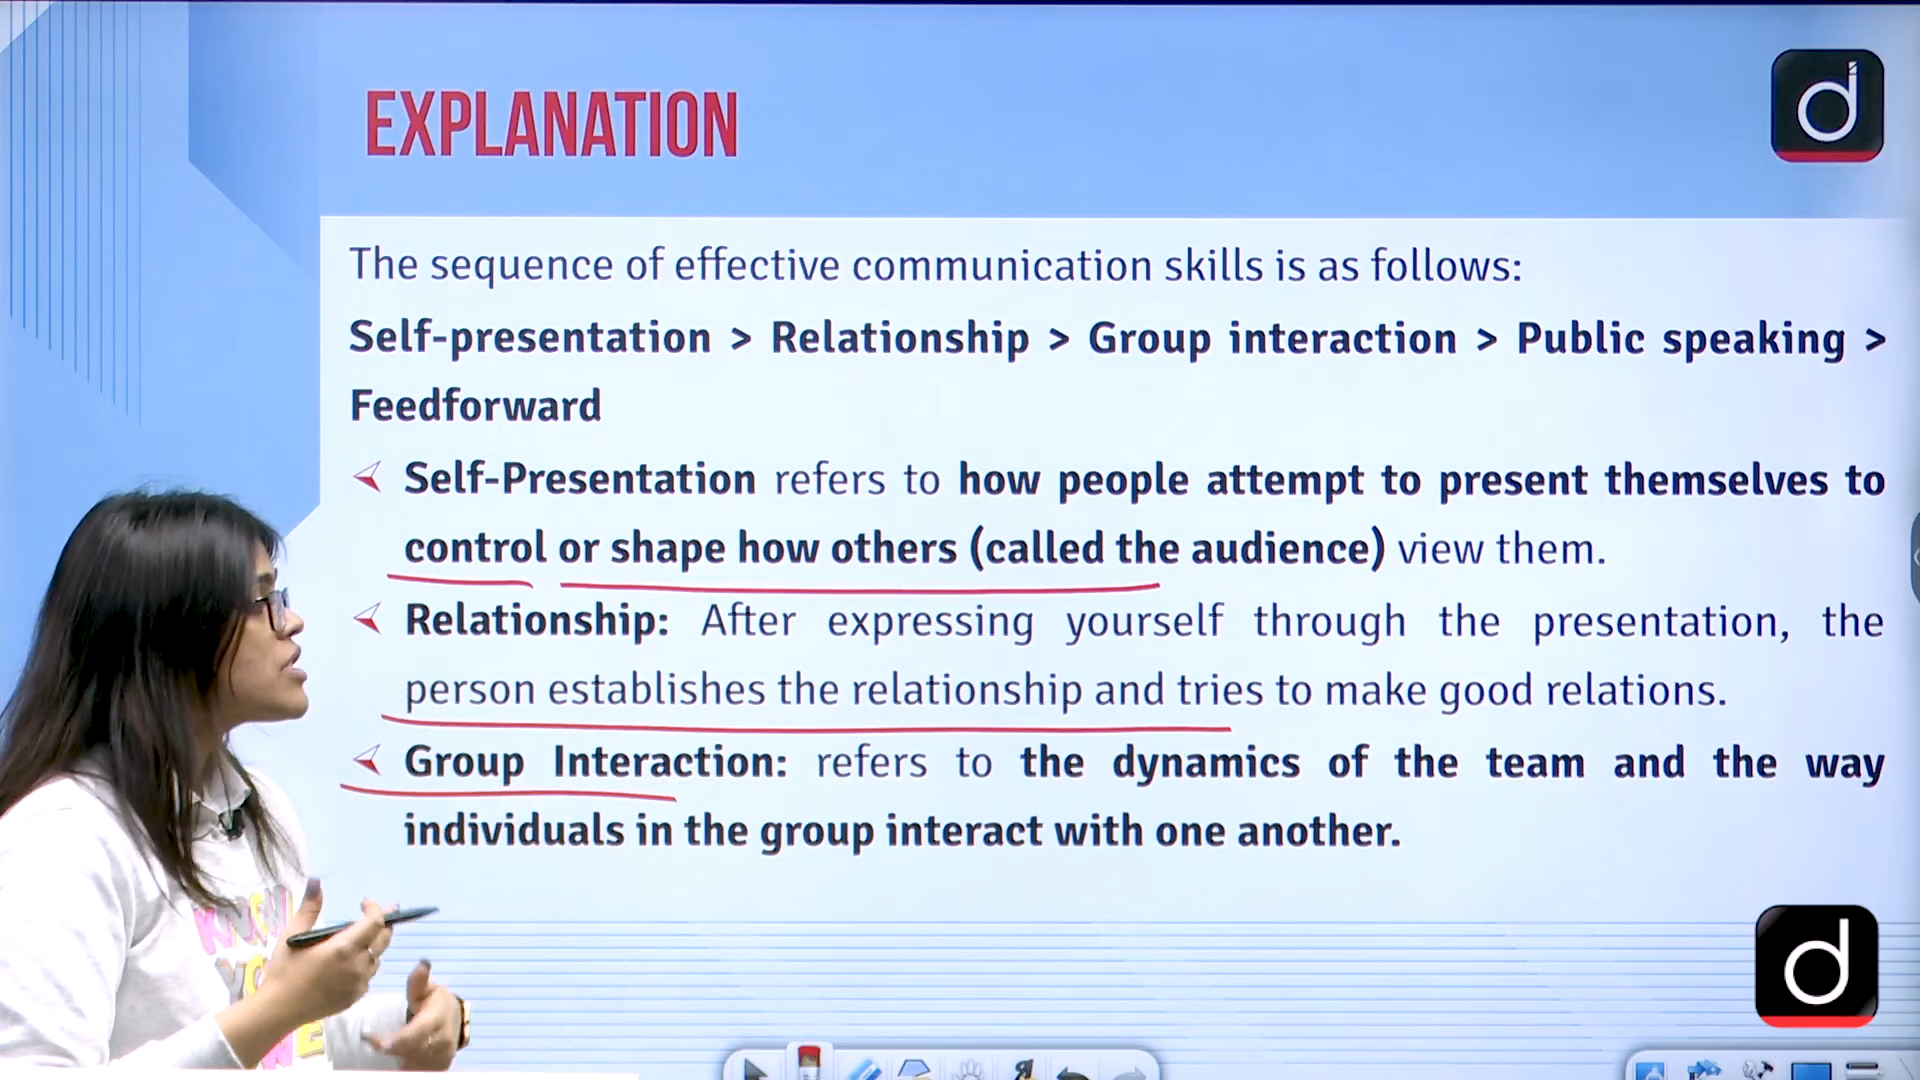 EXPLANATION
The sequence of effective communication skills is as follows:
Self-presentation > Relationship > Group interaction > Public speaking >
Feedforward
Self-Presentation refers to how people attempt to present themselves to
control or shape how others (called the audience) view them.
Relationship: After expressing yourself through the presentation, the
person establishes the relationship and tries to make good relations.
Group Interaction: refers to the dynamics of the team and the way
individuals in the group interact with one another.
d
d